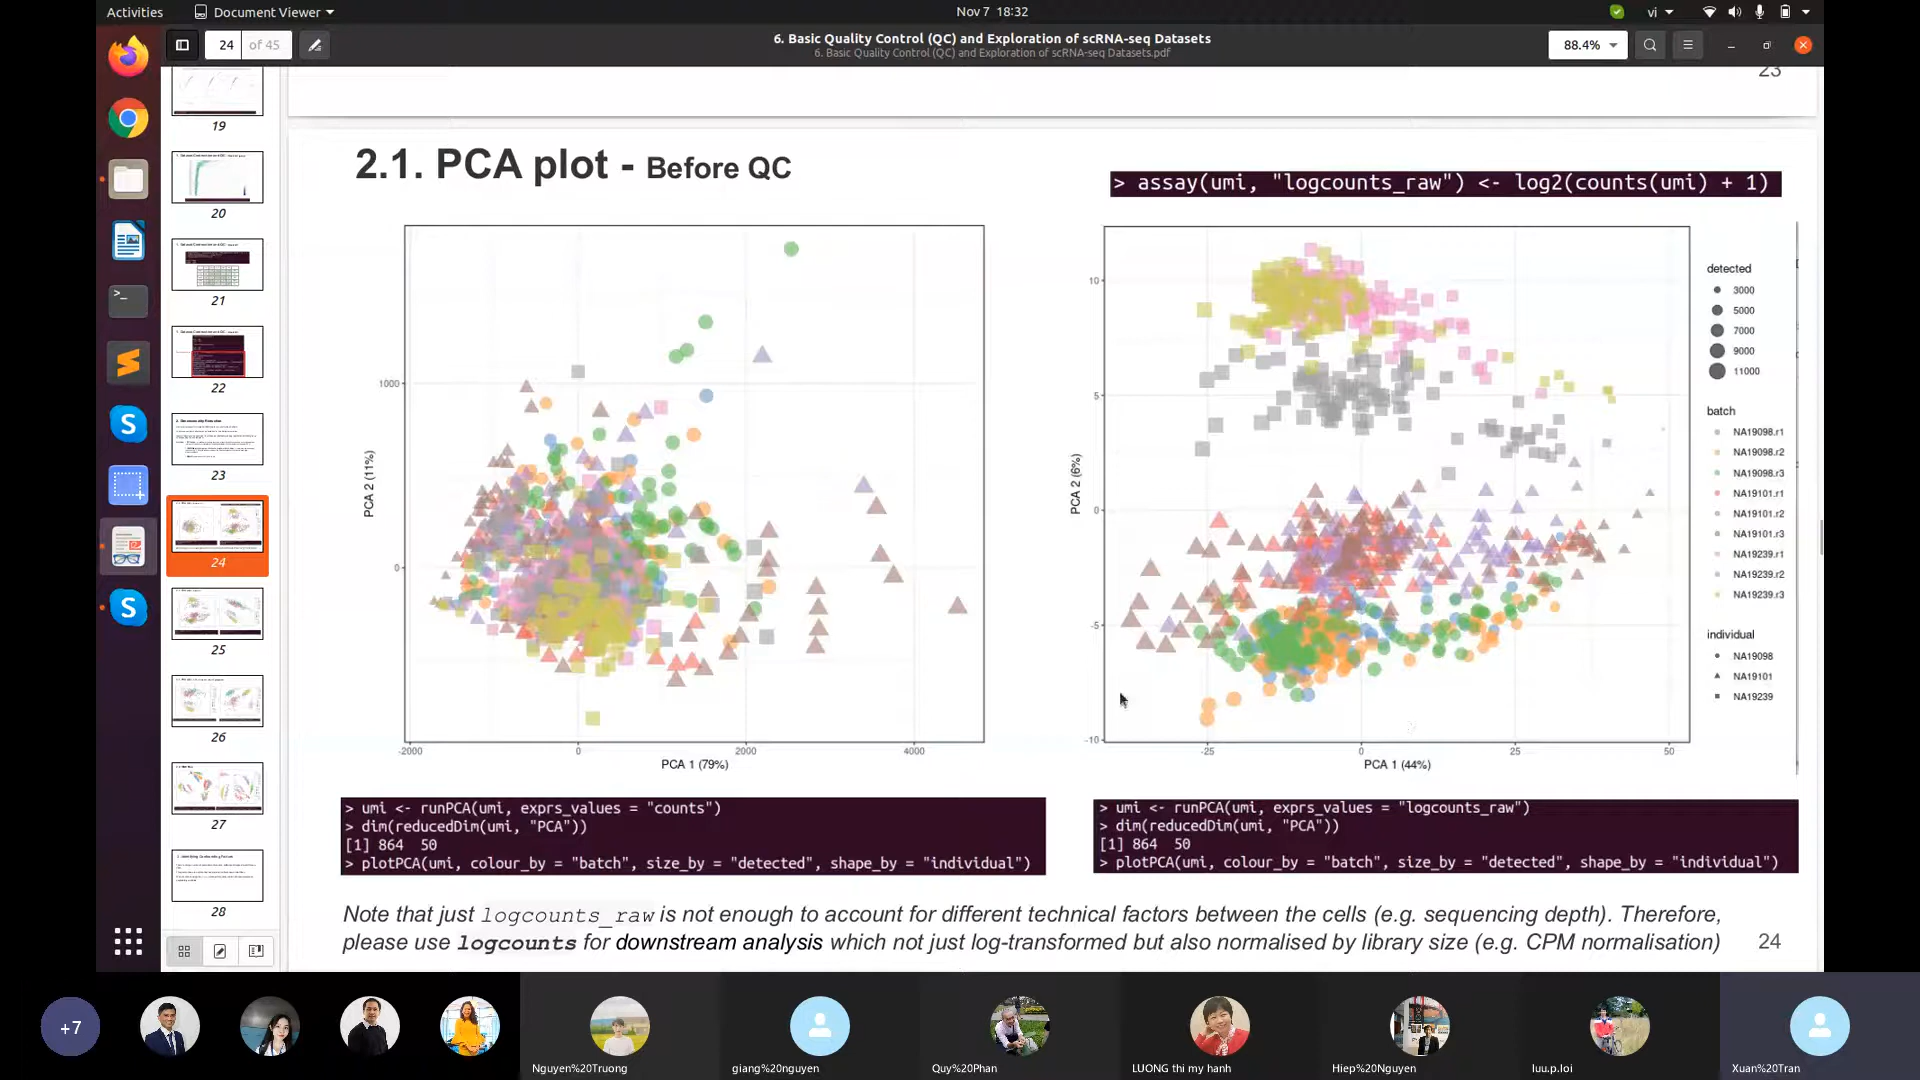 Activities
Document Viewer
Nov 7 18:32
vi
24
of 45
6. Basic Quality Control (QC) and Exploration of scRNA-seq Datasets
6. Basic Quality Control (QC) and Exploration of scRNA-seq Datasets.pdf
88.4%
19
20
21
22
23
24
25
26
27
28
23
2.1. PCA plot - Before QC
> assay(umi, "logcounts_raw") <- log2(counts(umi) + 1)
1000
0
PCA 2 (11%)
-2000
0
2000
4000
PCA 1 (79%)
10
5
0
-5
-10
PCA 2 (6%)
-25
0
25
50
PCA 1 (44%)
detected
3000
5000
7000
9000
11000
batch
NA19098.r1
NA19098.r2
NA19098.r3
NA19101.r1
NA19101.r2
NA19101.r3
NA19239.r1
NA19239.r2
NA19239.r3
individual
NA19098
NA19101
NA19239
> umi <- runPCA(umi, exprs_values = "counts")
> dim(reducedDim(umi, "PCA"))
[1] 864 50
> plotPCA(umi, colour_by = "batch", size_by = "detected", shape_by = "individual")
> umi <- runPCA(umi, exprs_values = "logcounts_raw")
> dim(reducedDim(umi, "PCA"))
[1] 864 50
> plotPCA(umi, colour_by = "batch", size_by = "detected", shape_by = "individual")
Note that just logcounts_raw is not enough to account for different technical factors between the cells (e.g. sequencing depth). Therefore,
please use logcounts for downstream analysis which not just log-transformed but also normalised by library size (e.g. CPM normalisation)
24
+7
Nguyen%20Truong
giang%20nguyen
Quy%20Phan
LUONG thi my hanh
Hiep%20Nguyen
luu.p.loi
Xuan%20Tran